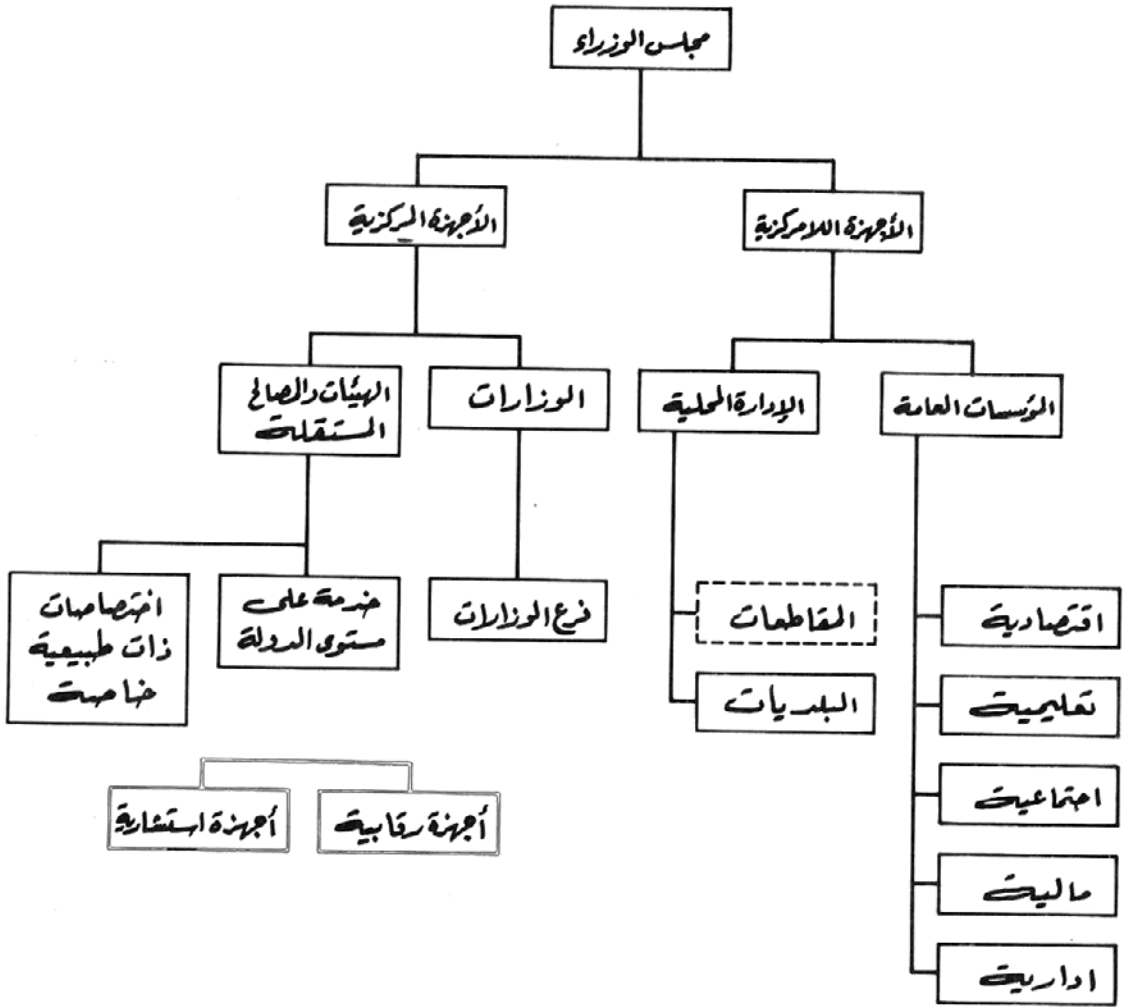 مجلس الوزراء
الأجهزة اللامركزية
الأجهزة المركزية
المؤسسات العامة
الإدارة المحلية
الوزارات
الهيئات والمصالح
المستقلة
اقتصادية
تعليمية
اجتماعية
مالية
ادارية
المقاطعات
البلديات
فرع الوزارات
خدمة على
مستوى الدولة
اختصاصات
ذات طبيعية
خاصة
أجهزة رقابية
أجهزة استشارية